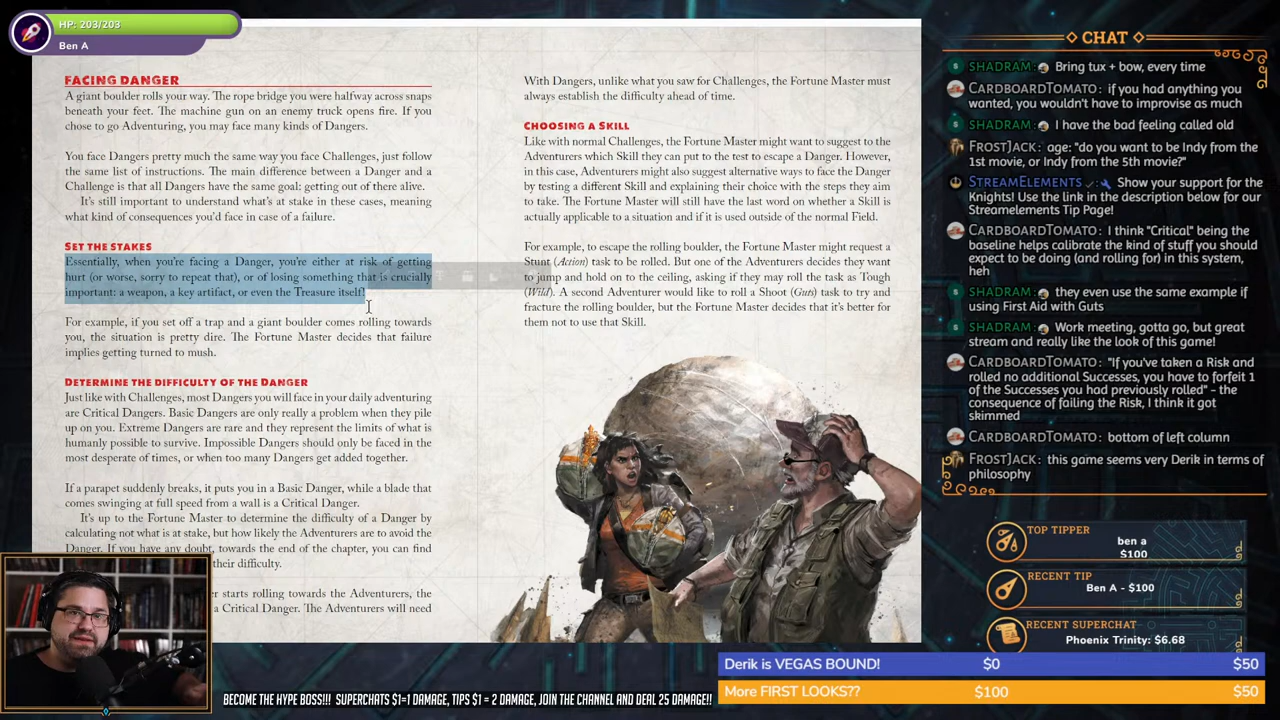 HP: 203/203
Ben A
FACING DANGER
A giant boulder rolls your way. The rope bridge you were halfway across snaps
beneath your feet. The machine gun on an enemy truck opens fire. If you
chose to go Adventuring, you may face many kinds of Dangers.
You face Dangers pretty much the same way you face Challenges, just follow
the same list of instructions. The main difference between a Danger and a
Challenge is that all Dangers have the same goal: getting out of there alive.
It's still important to understand what's at stake in these cases, meaning
what kind of consequences you'd face in case of a failure.
SET THE STAKES
Essentially, when you're facing a Danger, you're either at risk of getting
hurt (or worse, sorry to repeat that), or of losing something that is crucially
important: a weapon, a key artifact, or even the Treasure itself!
For example, if you set off a trap and a giant boulder comes rolling towards
you, the situation is pretty dire. The Fortune Master decides that failure
implies getting turned to mush.
DETERMINE THE DIFFICULTY OF THE DANGER
Just like with Challenges, most Dangers you will face in your daily adventuring
are Critical Dangers. Basic Dangers are only really a problem when they pile
up on you. Extreme Dangers are rare and they represent the limits of what is
humanly possible to survive. Impossible Dangers should only be faced in the
most desperate of times, or when too many Dangers get added together.
If a parapet suddenly breaks, it puts you in a Basic Danger, while a blade that
comes swinging at full speed from a wall is a Critical Danger.
It's up to the Fortune Master to determine the difficulty of a Danger by
calculating not what is at stake, but how likely the Adventurers are to avoid the
Danger. If you have any doubt, towards the end of the chapter, you can find
their difficulty.
starts rolling towards the Adventurers, the
a Critical Danger. The Adventurers will need
With Dangers, unlike what you saw for Challenges, the Fortune Master must
always establish the difficulty ahead of time.
CHOOSING A SKILL
Like with normal Challenges, the Fortune Master might want to suggest to the
Adventurers which Skill they can put to the test to escape a Danger. However,
in this case, Adventurers might also suggest alternative ways to face the Danger
by testing a different Skill and explaining their choice with the steps they aim
to take. The Fortune Master will still have the last word on whether a Skill is
actually applicable to a situation and if it is used outside of the normal Field.
For example, to escape the rolling boulder, the Fortune Master might request a
Stunt (Action) task to be rolled. But one of the Adventurers decides they want
to jump and hold on to the ceiling, asking if they may roll the task as Tough
(Wild). A second Adventurer would like to roll a Shoot (Guts) task to try and
fracture the rolling boulder, but the Fortune Master decides that it's better for
them not to use that Skill.
CHAT
SHADRAM: Bring tux + bow, every time
CARDBOARDTOMATO: if you had anything you
wanted, you wouldn't have to improvise as much
SHADRAM: I have the bad feeling called old
FROSTJACK: age: "do you want to be Indy from the
1st movie, or Indy from the 5th movie?"
STREAMELEMENTS: Show your support for the
Knights! Use the link in the description below for our
Streamelements Tip Page!
CARDBOARDTOMATO: I think "Critical" being the
baseline helps calibrate the kind of stuff you should
expect to be doing (and rolling for) in this system,
heh
SHADRAM: they even use the same example if
using First Aid with Guts
SHADRAM: Work meeting, gotta go, but great
stream and really like the look of this game!
CARDBOARDTOMATO: "If you've taken a Risk and
rolled no additional Successes, you have to forfeit 1
of the Successes you had previously rolled" - the
consequence of failing the Risk, I think it got
skimmed
CARDBOARDTOMATO: bottom of left column
FROSTJACK: this game seems very Derik in terms of
philosophy
TOP TIPPER
ben a
$100
RECENT TIP
Ben A - $100
RECENT SUPERCHAT
Phoenix Trinity: $6.68
Derik is VEGAS BOUND! $0 $50
More FIRST LOOKS?? $100 $50
BECOME THE HYPE BOSS!!! SUPERCHATS $1=1 DAMAGE, TIPS $1 = 2 DAMAGE, JOIN THE CHANNEL AND DEAL 25 DAMAGE!!